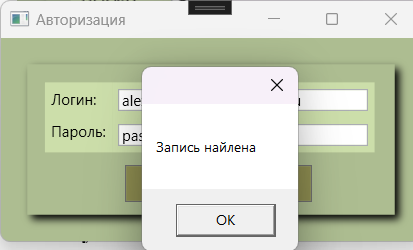 Авторизация
Логин:
Пароль:
Запись найлена
OK